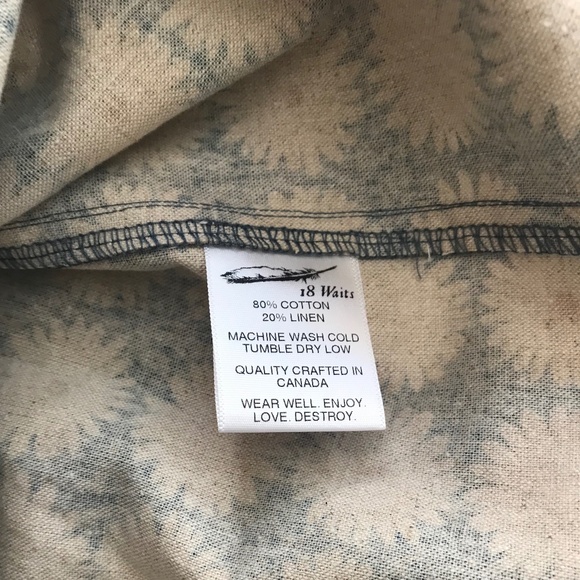 18 Waits
80% COTTON
20% LINEN
MACHINE WASH COLD
TUMBLE DRY LOW
QUALITY CRAFTED IN
CANADA
WEAR WELL. ENJOY.
LOVE. DESTROY.